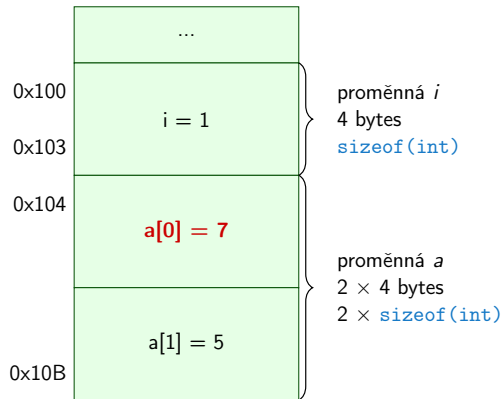 ...
0x100
i = 1
0x103
proměnná i
4 bytes
sizeof(int)
0x104
a[0] = 7
proměnná a
2 × 4 bytes
2 × sizeof(int)
a[1] = 5
0x10B